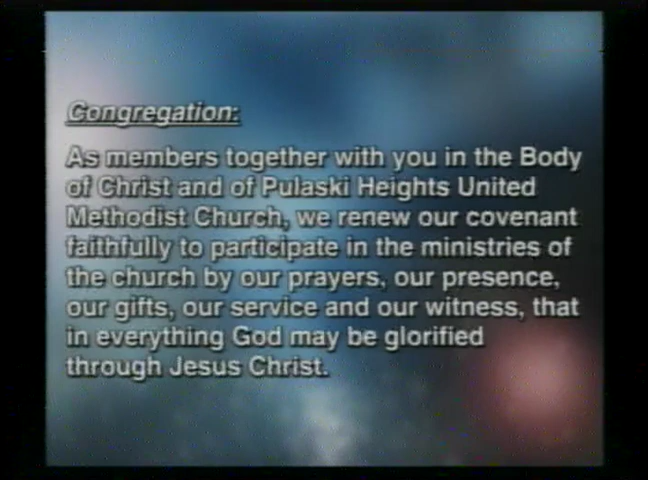 Congregation:
As members together with you in the Body
of Christ and of Pulaski Heights United
Methodist Church, we renew our covenant
faithfully to participate in the ministries of
the church by our prayers, our presence,
our gifts, our service and our witness, that
in everything God may be glorified
through Jesus Christ.